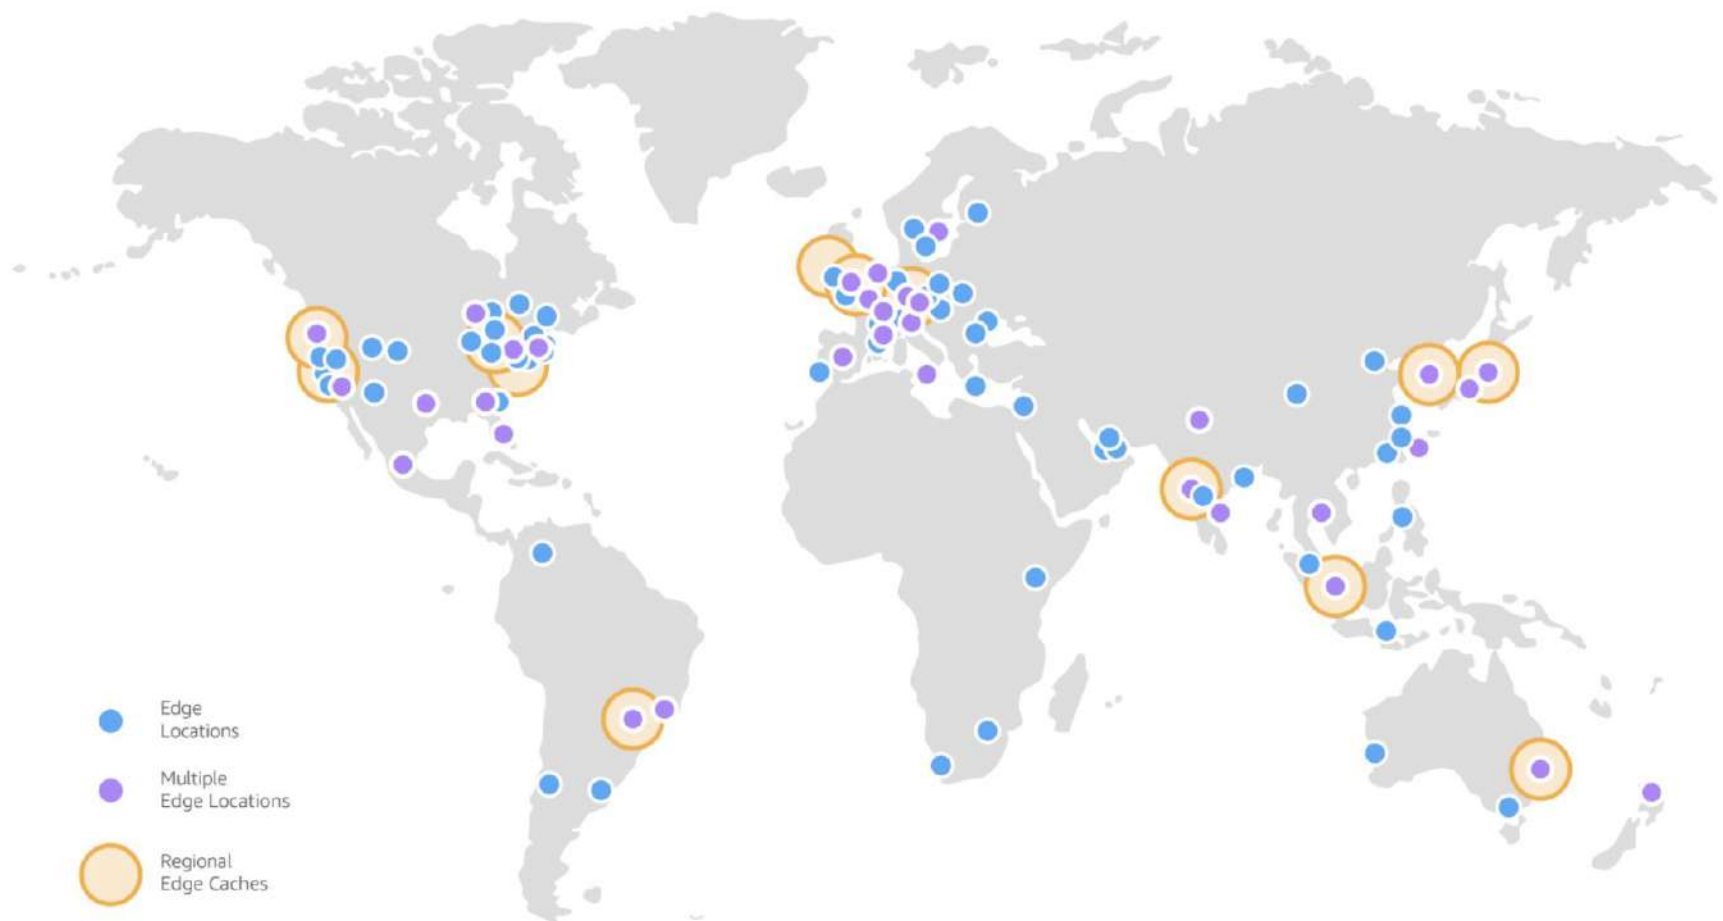 Edge
Locations
Multiple
Edge Locations
Regional
Edge Caches